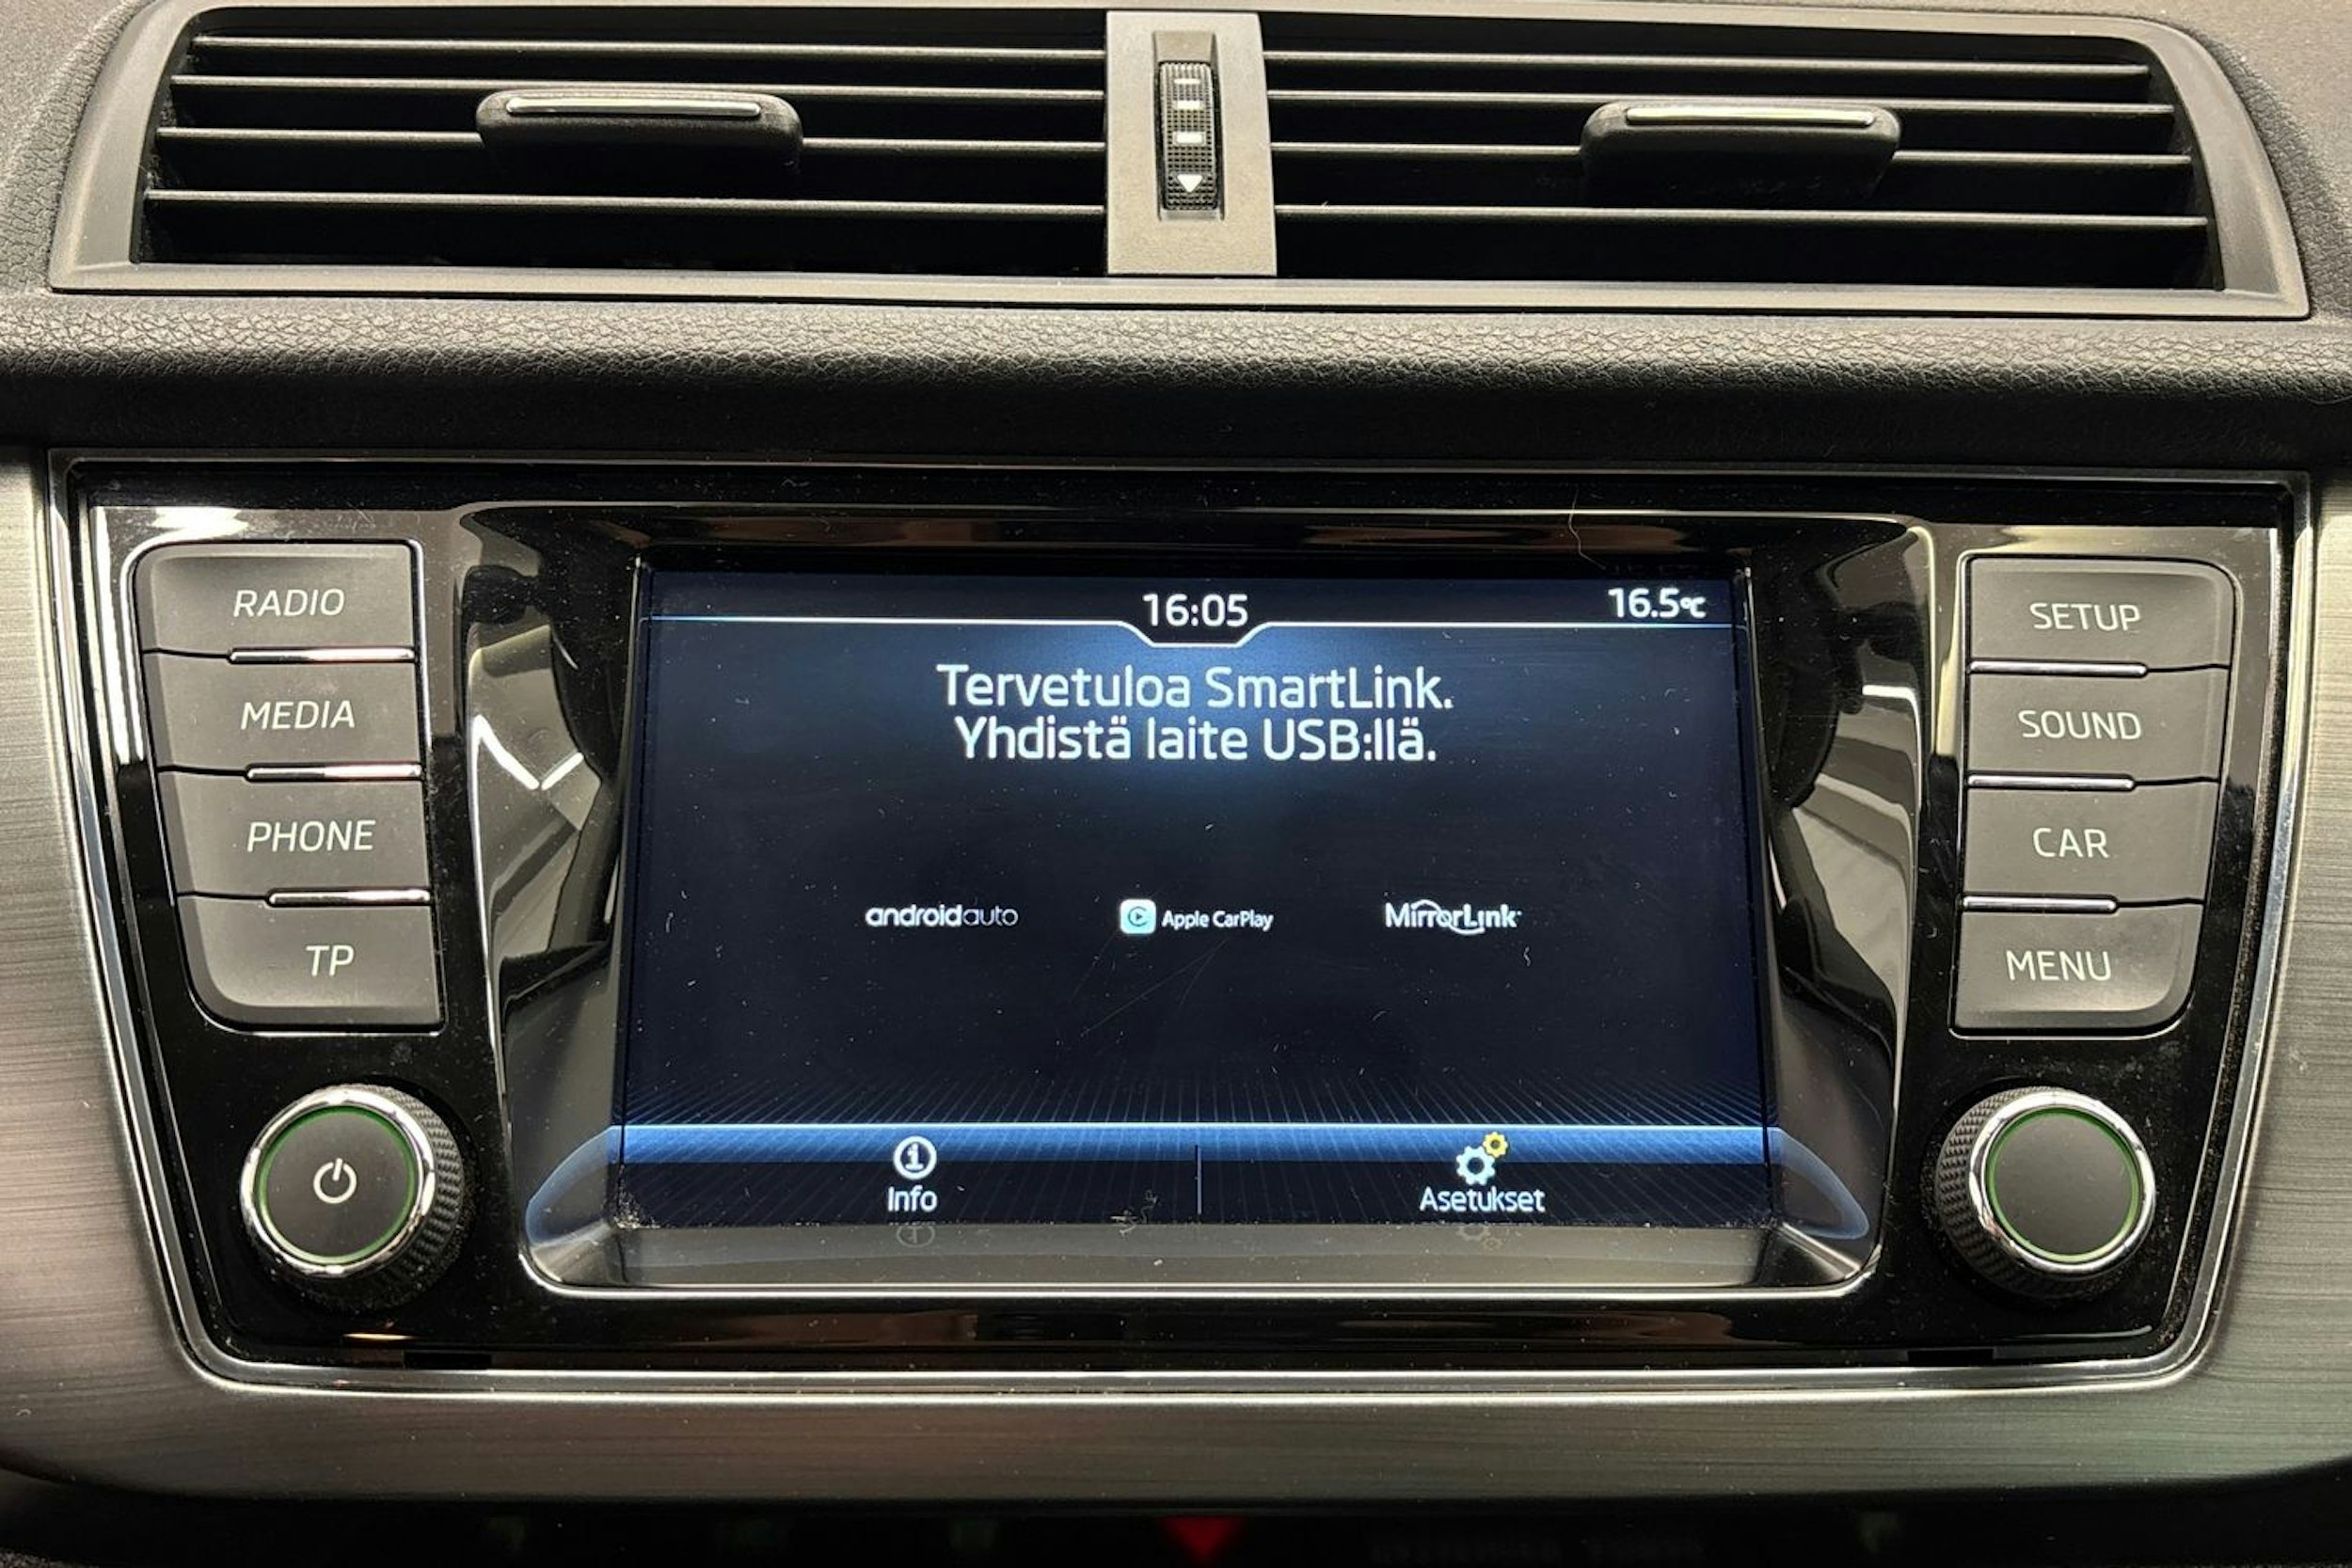 RADIO
MEDIA
PHONE
TP
16:05
16.5°C
Tervetuloa SmartLink.
Yhdistä laite USB:llä.
androidauto
Apple CarPlay
MirrorLink
Info
Asetukset
SETUP
SOUND
CAR
MENU